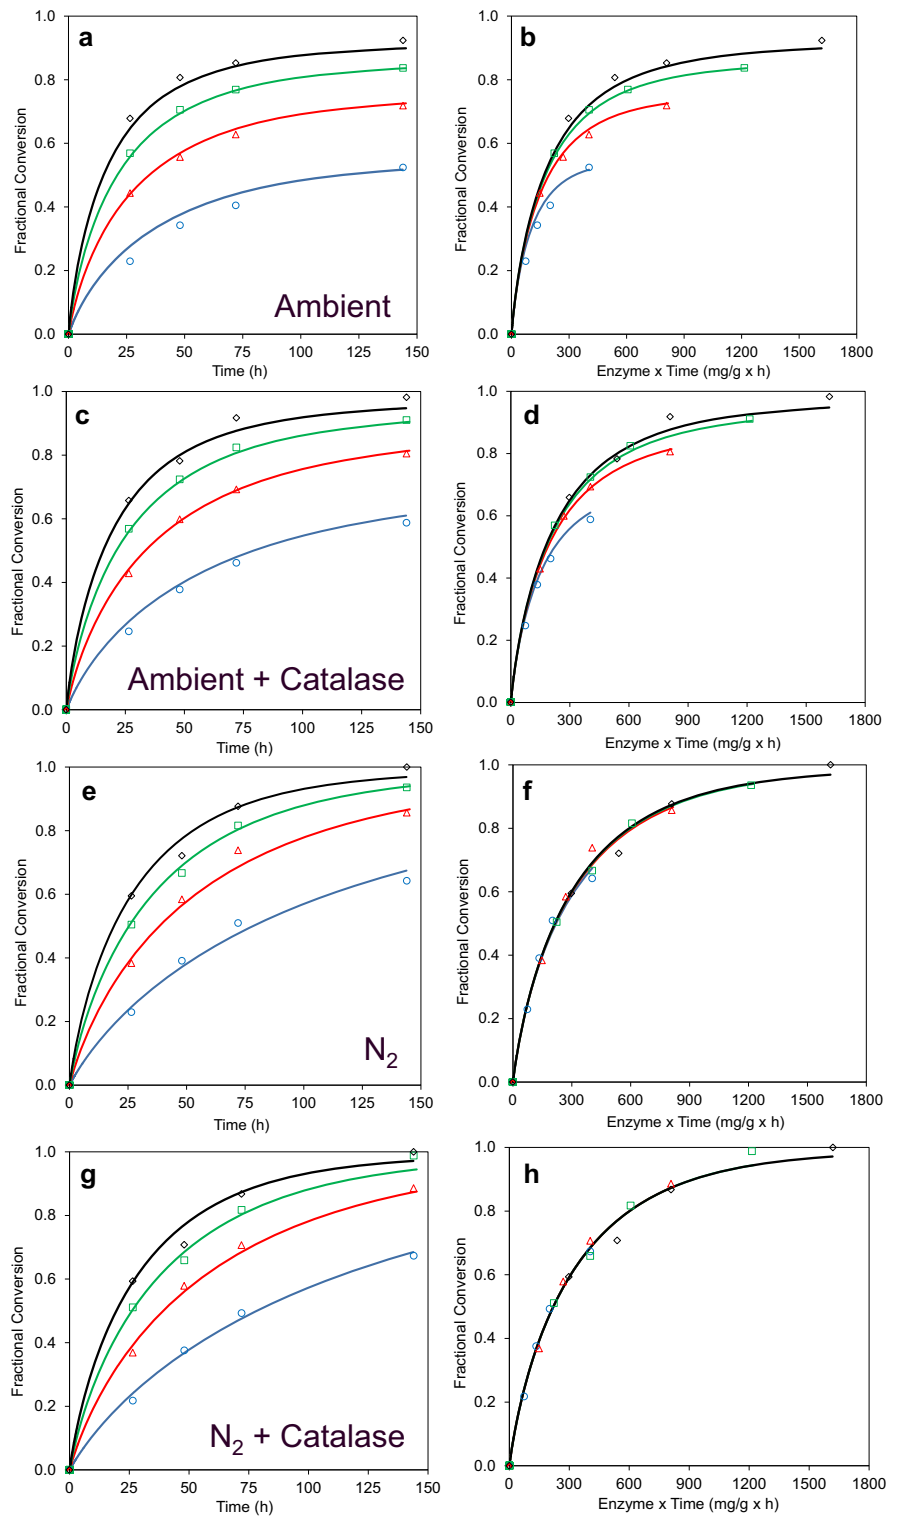 a
1.0
0.8
0.6
0.4
0.2
0.0
Fractional Conversion
Ambient
0 25 50 75 100 125 150
Time (h)
b
1.0
0.8
0.6
0.4
0.2
0.0
Fractional Conversion
0 300 600 900 1200 1500 1800
Enzyme x Time (mg/g x h)
c
1.0
0.8
0.6
0.4
0.2
0.0
Fractional Conversion
Ambient + Catalase
0 25 50 75 100 125 150
Time (h)
d
1.0
0.8
0.6
0.4
0.2
0.0
Fractional Conversion
0 300 600 900 1200 1500 1800
Enzyme x Time (mg/g x h)
e
1.0
0.8
0.6
0.4
0.2
0.0
Fractional Conversion
N₂
0 25 50 75 100 125 150
Time (h)
f
1.0
0.8
0.6
0.4
0.2
0.0
Fractional Conversion
0 300 600 900 1200 1500 1800
Enzyme x Time (mg/g x h)
g
1.0
0.8
0.6
0.4
0.2
0.0
Fractional Conversion
N₂ + Catalase
0 25 50 75 100 125 150
Time (h)
h
1.0
0.8
0.6
0.4
0.2
0.0
Fractional Conversion
0 300 600 900 1200 1500 1800
Enzyme x Time (mg/g x h)